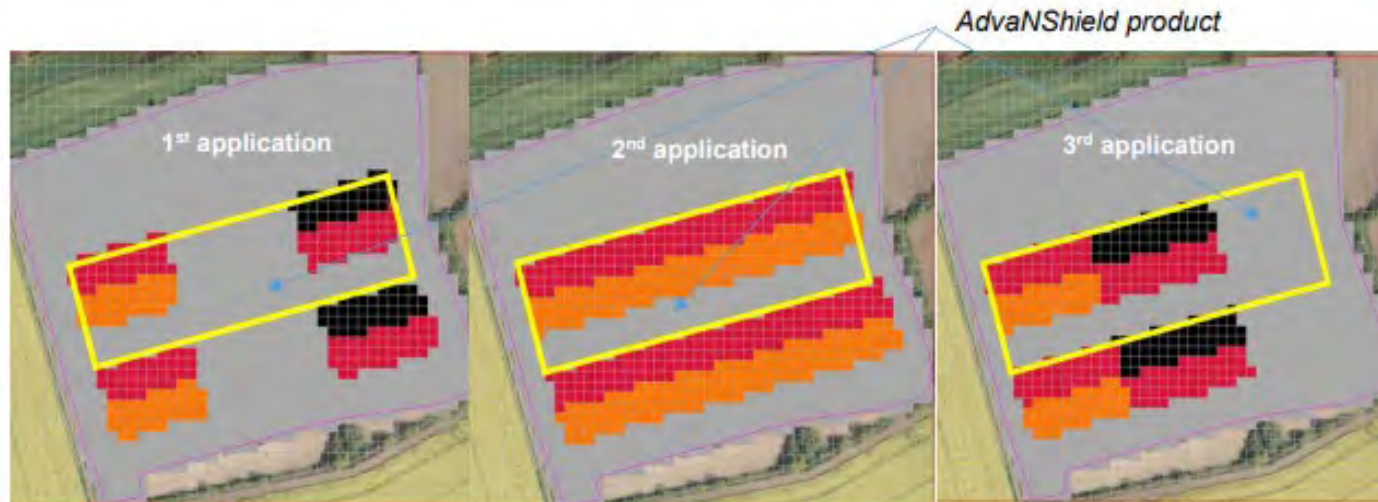 AdvaNShield product
1st application
2nd application
3rd application